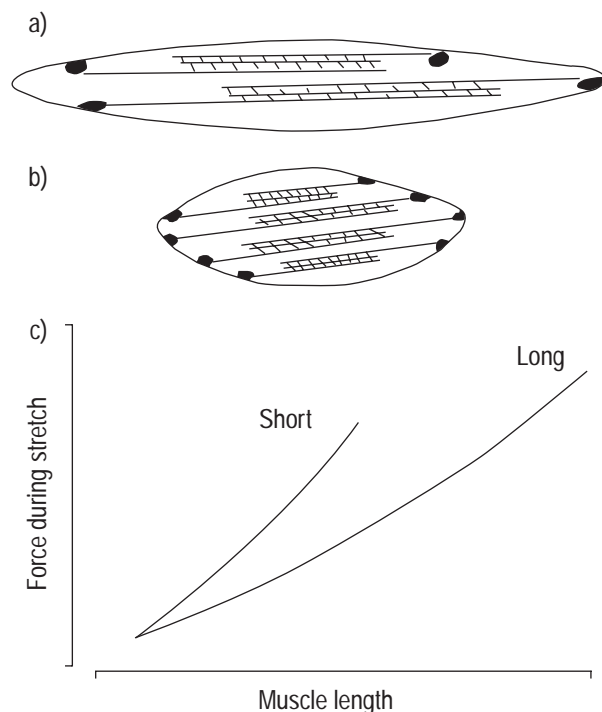 a)
b)
c)
Long
Short
Force during stretch
Muscle length